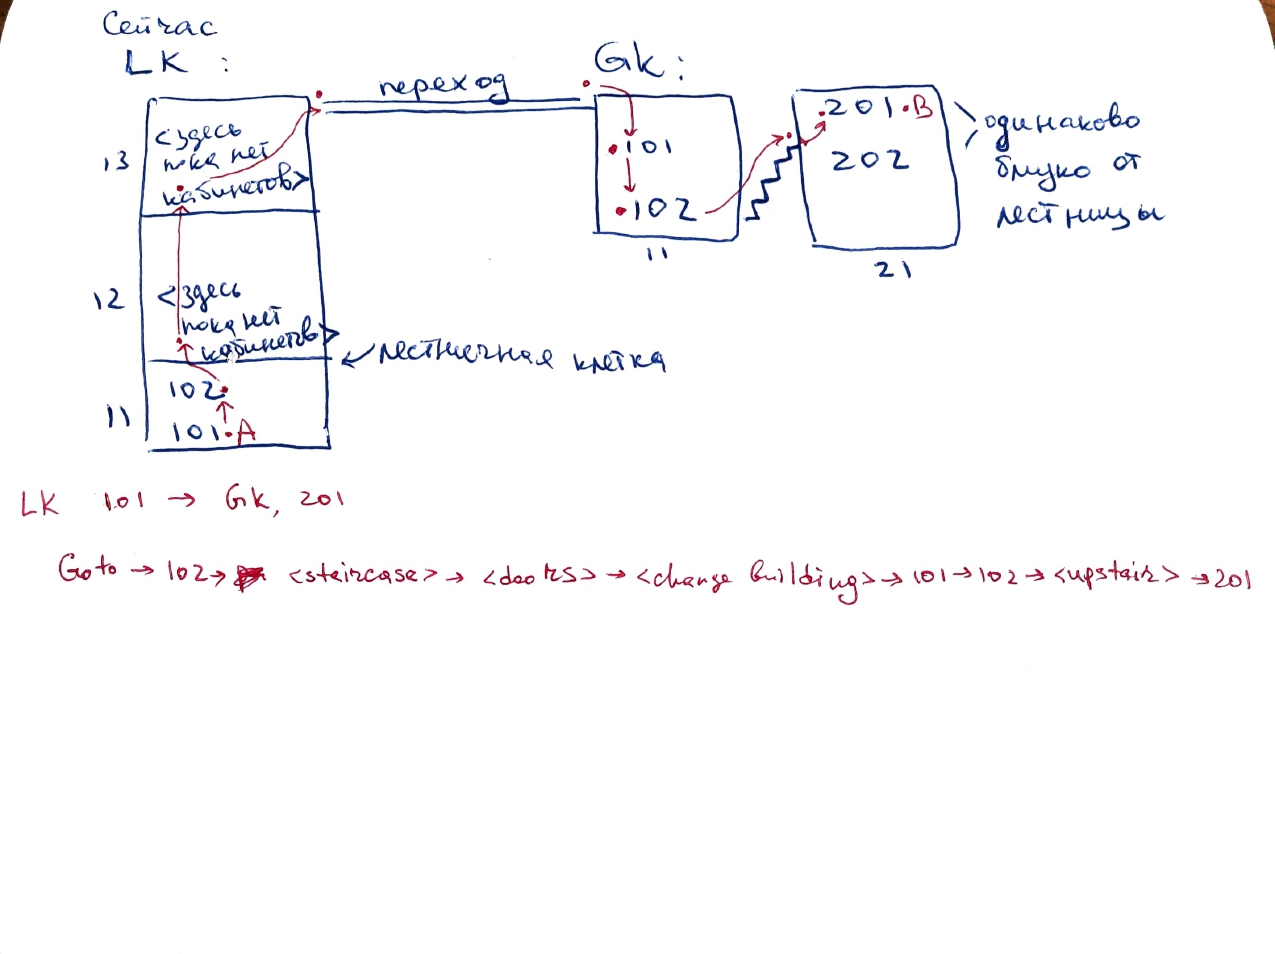 Сейчас
LK :
Gk :
переход
13
<здесь
пока нет
кабинетов>
101
102
11
201 • B
202
21
одинаково
близко от
лестницы
12
<здесь
пока нет
кабинетов>
лестничная клетка
11
102
101 • A
LK 101 → Gk, 201
Goto → 102 → <staircase> → <doors> → <change building> → 101 → 102 → <upstair> → 201